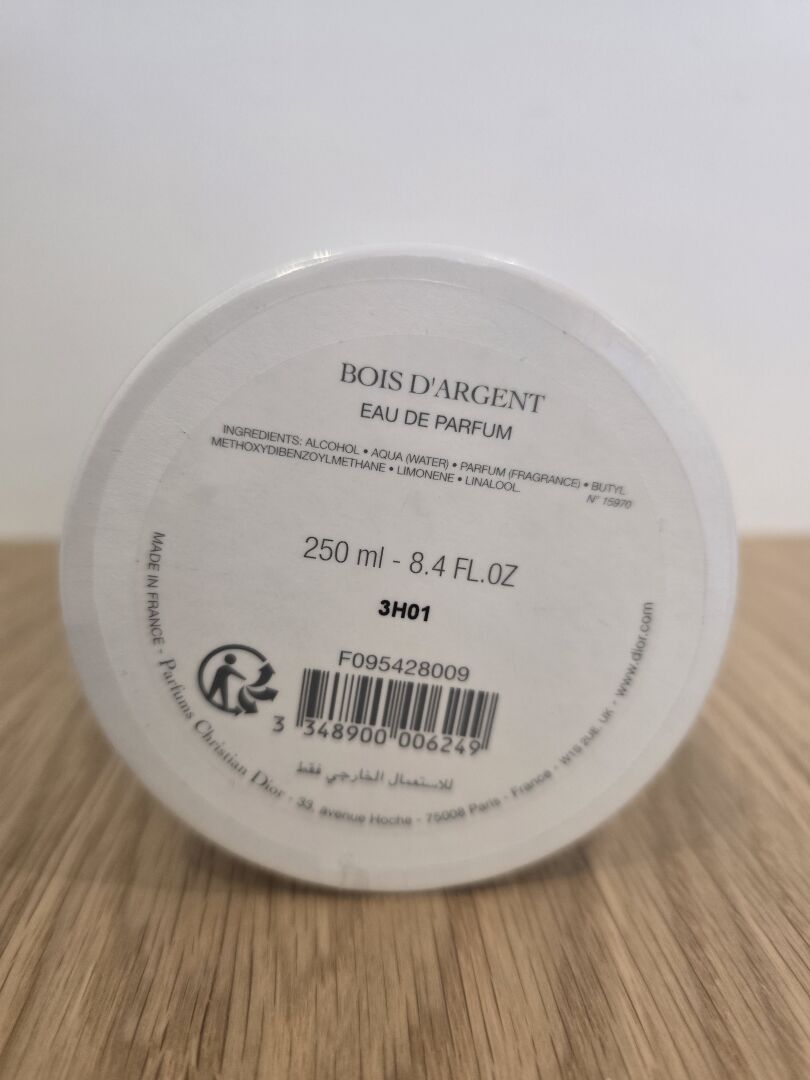 BOIS D'ARGENT
EAU DE PARFUM
INGREDIENTS: ALCOHOL • AQUA (WATER) • PARFUM (FRAGRANCE) • BUTYL
METHOXYDIBENZOYLMETHANE • LIMONENE • LINALOOL.
N° 15970
250 ml - 8.4 FL.OZ
3H01
F095428009
3 348900 006249
للاستعمال الخارجي فقط
MADE IN FRANCE - Parfums Christian Dior - 33, avenue Hoche - 75008 Paris - France - W1S 2UB, UK - www.dior.com